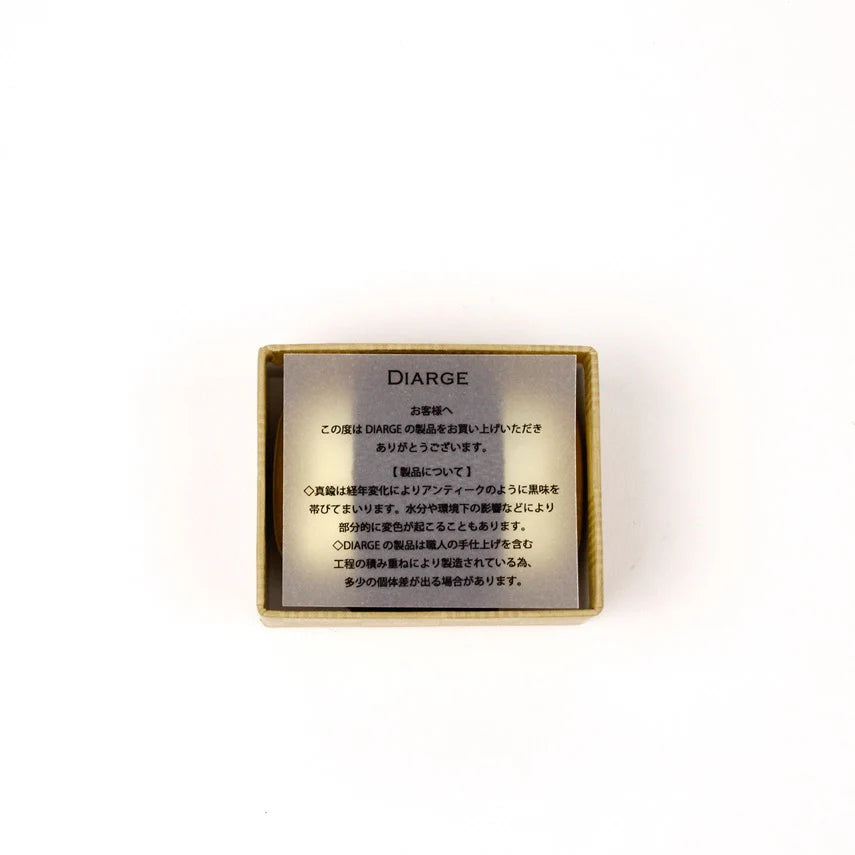 DIARGE
お客様へ
この度は DIARGE の製品をお買い上げいただき
ありがとうございます。
【 製品について 】
◇真鍮は経年変化によりアンティークのように黒味を
帯びてまいります。水分や環境下の影響などにより
部分的に変色が起こることもあります。
◇DIARGE の製品は職人の手仕上げを含む
工程の積み重ねにより製造されている為、
多少の個体差が出る場合があります。